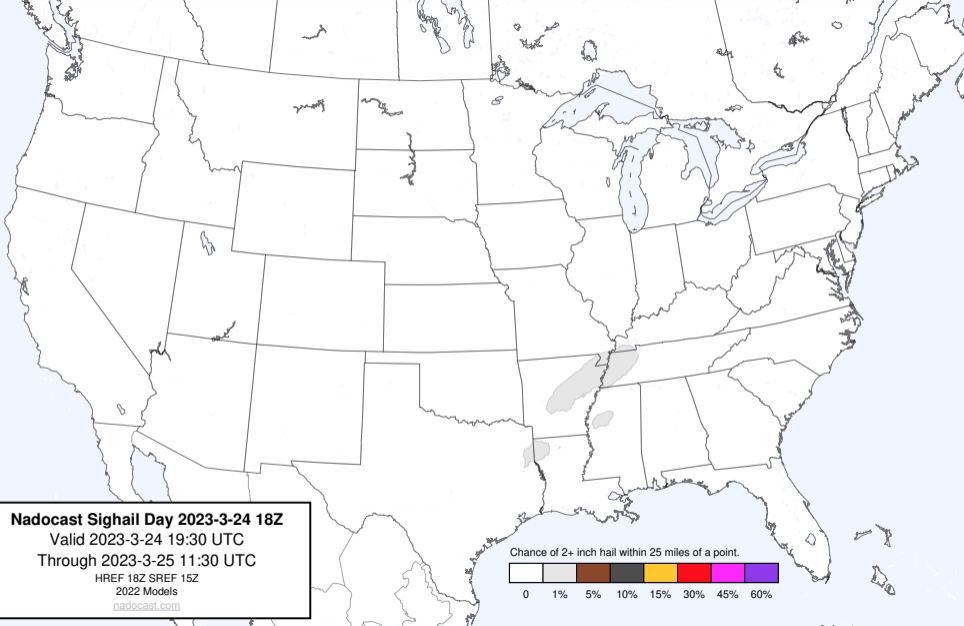 Nadocast Sighail Day 2023-3-24 18Z
Valid 2023-3-24 19:30 UTC
Through 2023-3-25 11:30 UTC
HREF 18Z SREF 15Z
2022 Models
nadocast.com
Chance of 2+ inch hail within 25 miles of a point.
0 1% 5% 10% 15% 30% 45% 60%